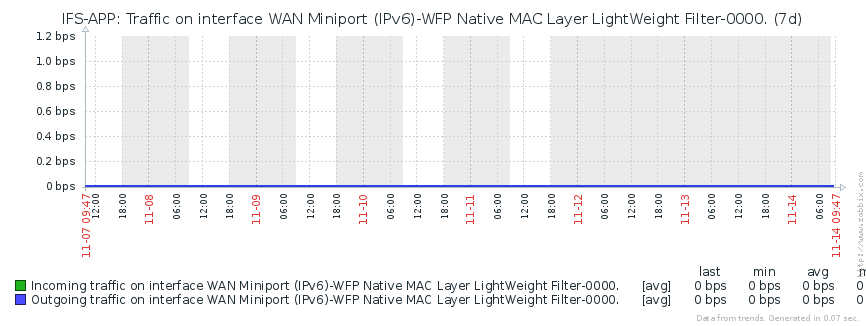 IFS-APP: Traffic on interface WAN Miniport (IPv6)-WFP Native MAC Layer LightWeight Filter-0000. (7d)
1.2 bps
1.0 bps
0.8 bps
0.6 bps
0.4 bps
0.2 bps
0 bps
11-07 09:47 12:00 18:00 11-08 06:00 12:00 18:00 11-09 06:00 12:00 18:00 11-10 06:00 12:00 18:00 11-11 06:00 12:00 18:00 11-12 06:00 12:00 18:00 11-13 06:00 12:00 18:00 11-14 06:00 11-14 09:47
http://www.zabbix.com
last min avg m
Incoming traffic on interface WAN Miniport (IPv6)-WFP Native MAC Layer LightWeight Filter-0000. [avg] 0 bps 0 bps 0 bps 0
Outgoing traffic on interface WAN Miniport (IPv6)-WFP Native MAC Layer LightWeight Filter-0000. [avg] 0 bps 0 bps 0 bps 0
Data from trends. Generated in 0.07 sec.